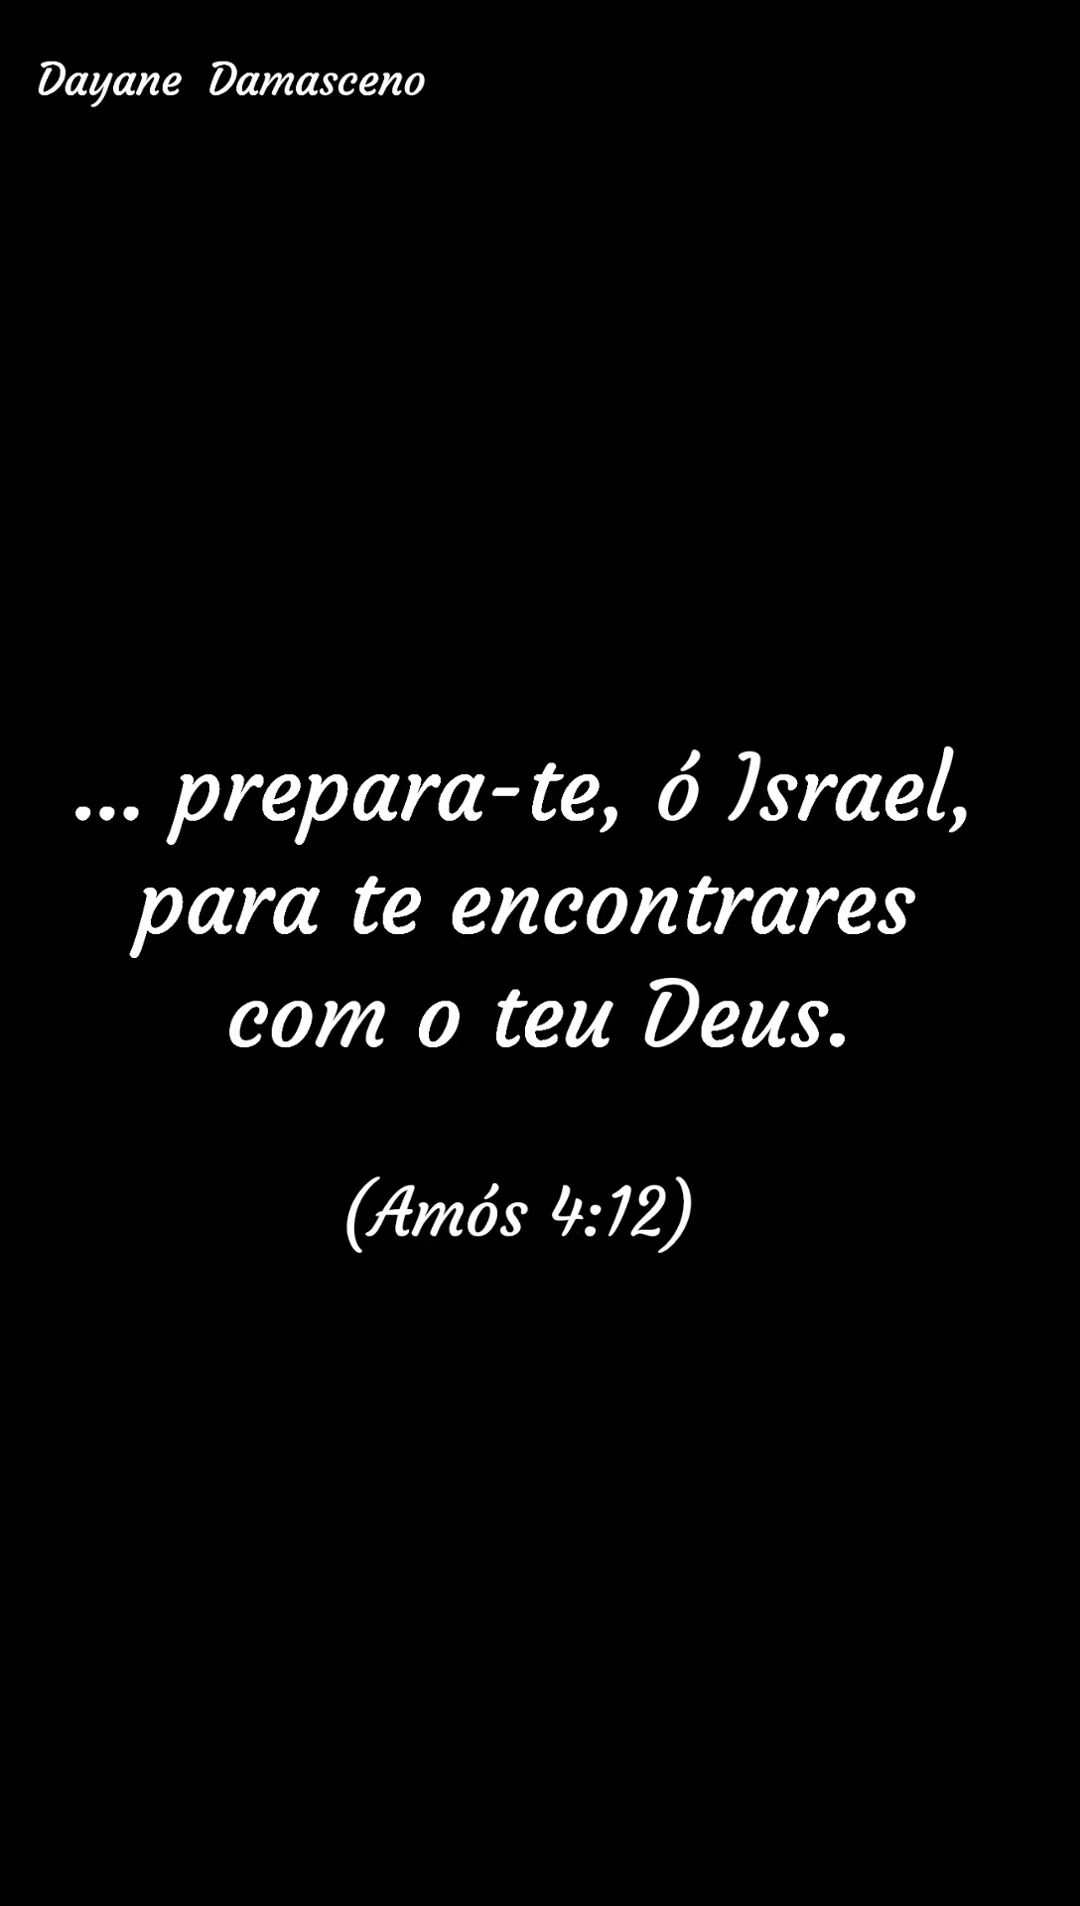 Dayane Damasceno
... prepara-te, ó Israel,
para te encontrares
com o teu Deus.
(Amós 4:12)